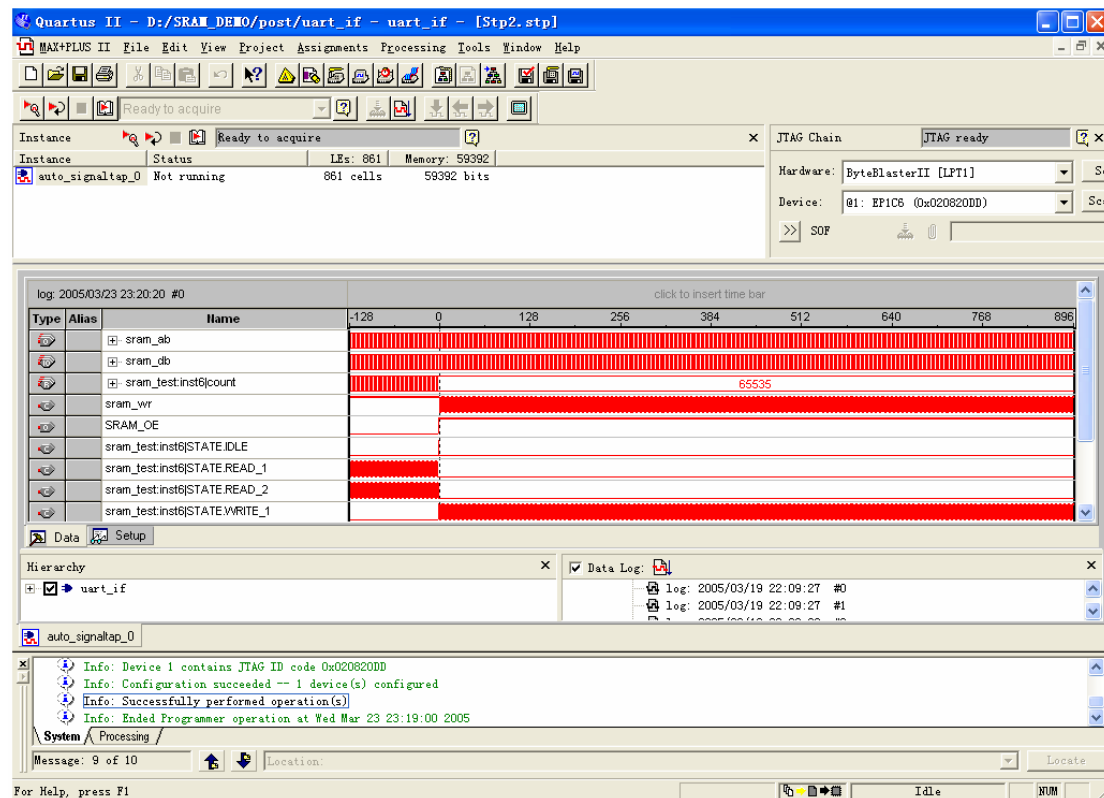 Quartus II - D:/SRAM_DEMO/post/uart_if - uart_if - [Stp2.stp]
MAX+PLUS II File Edit View Project Assignments Processing Tools Window Help
Ready to acquire
Instance Ready to acquire
Instance Status LEs: 861 Memory: 59392
auto_signaltap_0 Not running 861 cells 59392 bits
JTAG Chain JTAG ready
Hardware: ByteBlasterII [LPT1]
Device: @1: EP1C6 (0x020820DD)
>> SOF
log: 2005/03/23 23:20:20 #0 click to insert time bar
Type Alias Name -128 0 128 256 384 512 640 768 896
sram_ab
sram_db
sram_test:inst6|count 65535
sram_wr
SRAM_OE
sram_test:inst6|STATE.IDLE
sram_test:inst6|STATE.READ_1
sram_test:inst6|STATE.READ_2
sram_test:inst6|STATE.WRITE_1
Data Setup
Hierarchy
uart_if
Data Log:
log: 2005/03/19 22:09:27 #0
log: 2005/03/19 22:09:27 #1
auto_signaltap_0
Info: Device 1 contains JTAG ID code 0x020820DD
Info: Configuration succeeded -- 1 device(s) configured
Info: Successfully performed operation(s)
Info: Ended Programmer operation at Wed Mar 23 23:19:00 2005
System Processing
Message: 9 of 10 Location: Locate
For Help, press F1 Idle NUM